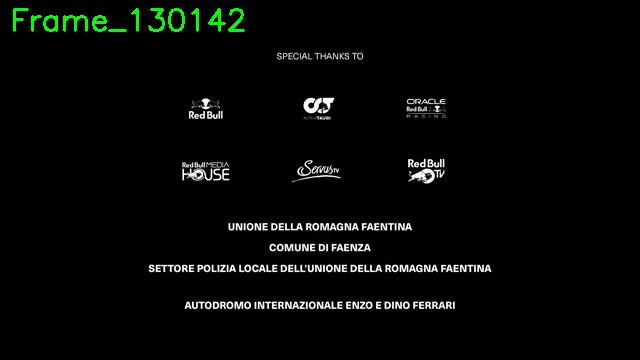 Frame_130142
SPECIAL THANKS TO
Red Bull
ALPHATAURI
ORACLE
Red Bull
RACING
Red Bull MEDIA
HOUSE
ServusTV
Red Bull
TV
UNIONE DELLA ROMAGNA FAENTINA
COMUNE DI FAENZA
SETTORE POLIZIA LOCALE DELL'UNIONE DELLA ROMAGNA FAENTINA
AUTODROMO INTERNAZIONALE ENZO E DINO FERRARI